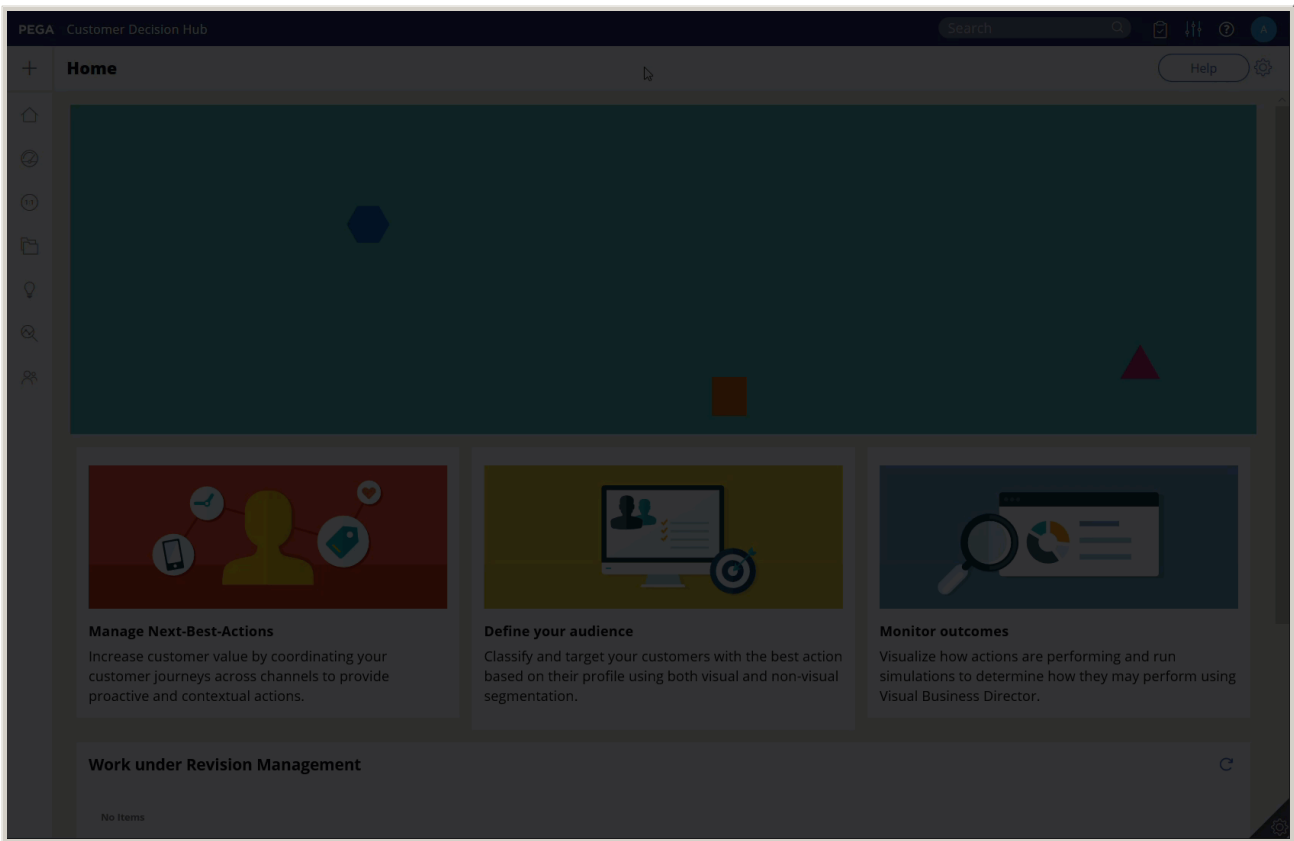 PEGA Customer Decision Hub
Search
A
Home
Help
1:1
Manage Next-Best-Actions
Increase customer value by coordinating your
customer journeys across channels to provide
proactive and contextual actions.
Define your audience
Classify and target your customers with the best action
based on their profile using both visual and non-visual
segmentation.
Monitor outcomes
Visualize how actions are performing and run
simulations to determine how they may perform using
Visual Business Director.
Work under Revision Management
No Items